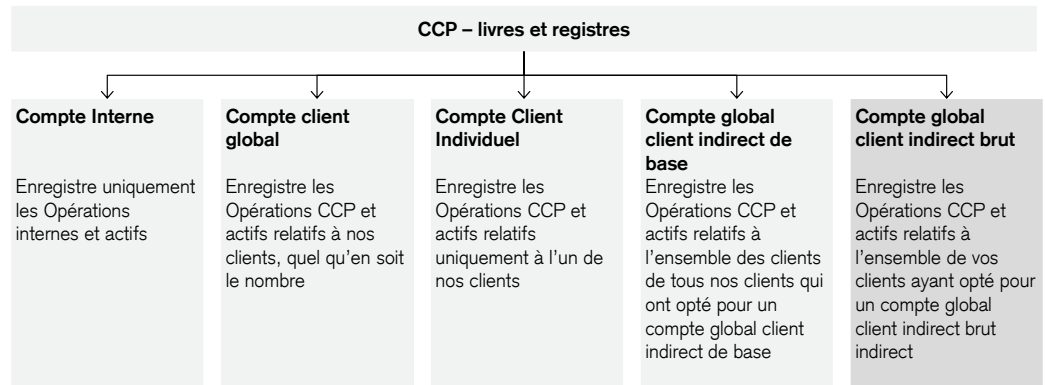 CCP – livres et registres
Compte Interne
Enregistre uniquement
les Opérations
internes et actifs
Compte client
global
Enregistre les
Opérations CCP et
actifs relatifs à nos
clients, quel qu'en soit
le nombre
Compte Client
Individuel
Enregistre les
Opérations CCP et
actifs relatifs
uniquement à l'un de
nos clients
Compte global
client indirect de
base
Enregistre les
Opérations CCP et
actifs relatifs à
l'ensemble des clients
de tous nos clients qui
ont opté pour un
compte global client
indirect de base
Compte global
client indirect brut
Enregistre les
Opérations CCP et
actifs relatifs à
l'ensemble de vos
clients ayant opté pour
un compte global
client indirect brut
indirect